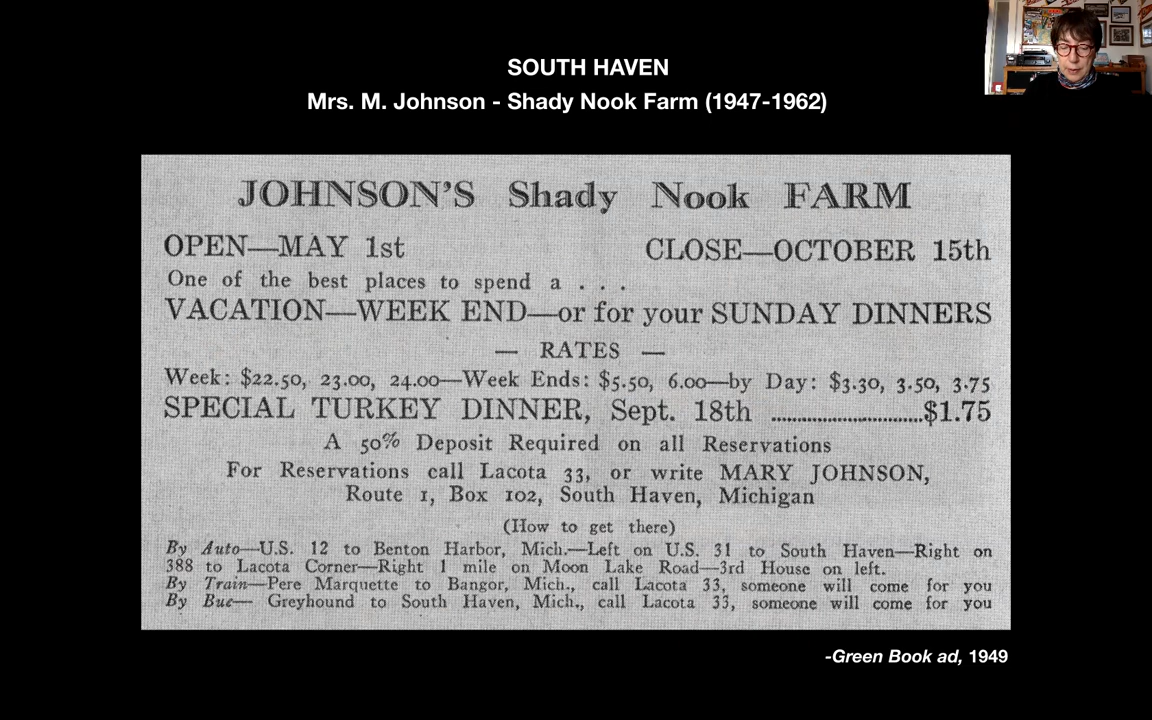 SOUTH HAVEN
Mrs. M. Johnson - Shady Nook Farm (1947-1962)
JOHNSON'S Shady Nook FARM
OPEN—MAY 1st CLOSE—OCTOBER 15th
One of the best places to spend a . . .
VACATION—WEEK END—or for your SUNDAY DINNERS
— RATES —
Week: $22.50, 23.00, 24.00—Week Ends: $5.50, 6.00—by Day: $3.30, 3.50, 3.75
SPECIAL TURKEY DINNER, Sept. 18th ..............................$1.75
A 50% Deposit Required on all Reservations
For Reservations call Lacota 33, or write MARY JOHNSON,
Route 1, Box 102, South Haven, Michigan
(How to get there)
By Auto—U.S. 12 to Benton Harbor, Mich.—Left on U.S. 31 to South Haven—Right on
388 to Lacota Corner—Right 1 mile on Moon Lake Road—3rd House on left.
By Train—Pere Marquette to Bangor, Mich., call Lacota 33, someone will come for you
By Buc— Greyhound to South Haven, Mich., call Lacota 33, someone will come for you
-Green Book ad, 1949